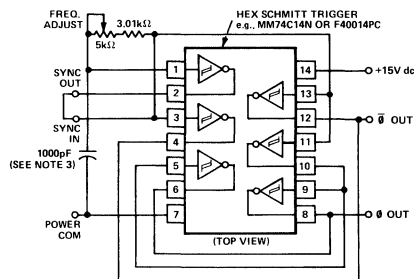 FREQ.
ADJUST
5kΩ
3.01kΩ
HEX SCHMITT TRIGGER
e.g., MM74C14N OR F40014PC
SYNC
OUT
SYNC
IN
1000pF
(SEE NOTE 3)
POWER
COM
1
2
3
4
5
6
7
14
13
12
11
10
9
8
+15V dc
Ø̅ OUT
Ø OUT
(TOP VIEW)